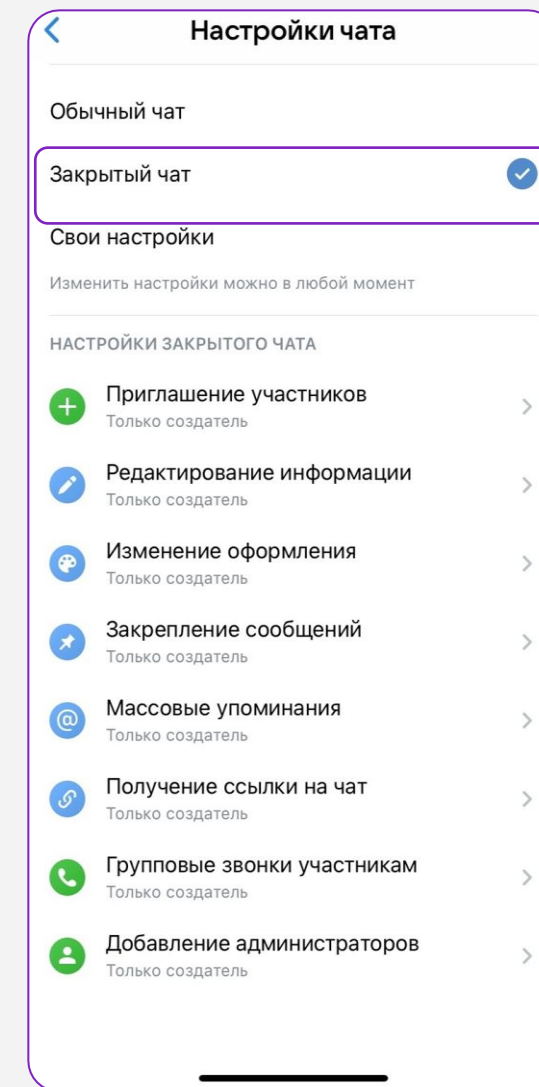 Настройки чата
Обычный чат
Закрытый чат
Свои настройки
Изменить настройки можно в любой момент
НАСТРОЙКИ ЗАКРЫТОГО ЧАТА
Приглашение участников
Только создатель
Редактирование информации
Только создатель
Изменение оформления
Только создатель
Закрепление сообщений
Только создатель
Массовые упоминания
Только создатель
Получение ссылки на чат
Только создатель
Групповые звонки участникам
Только создатель
Добавление администраторов
Только создатель